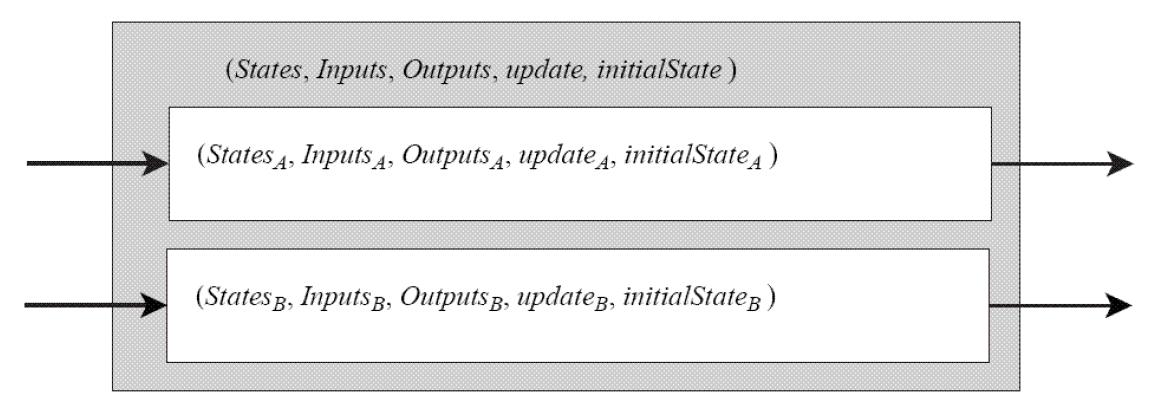 (States, Inputs, Outputs, update, initialState )
(States_A, Inputs_A, Outputs_A, update_A, initialState_A )
(States_B, Inputs_B, Outputs_B, update_B, initialState_B )